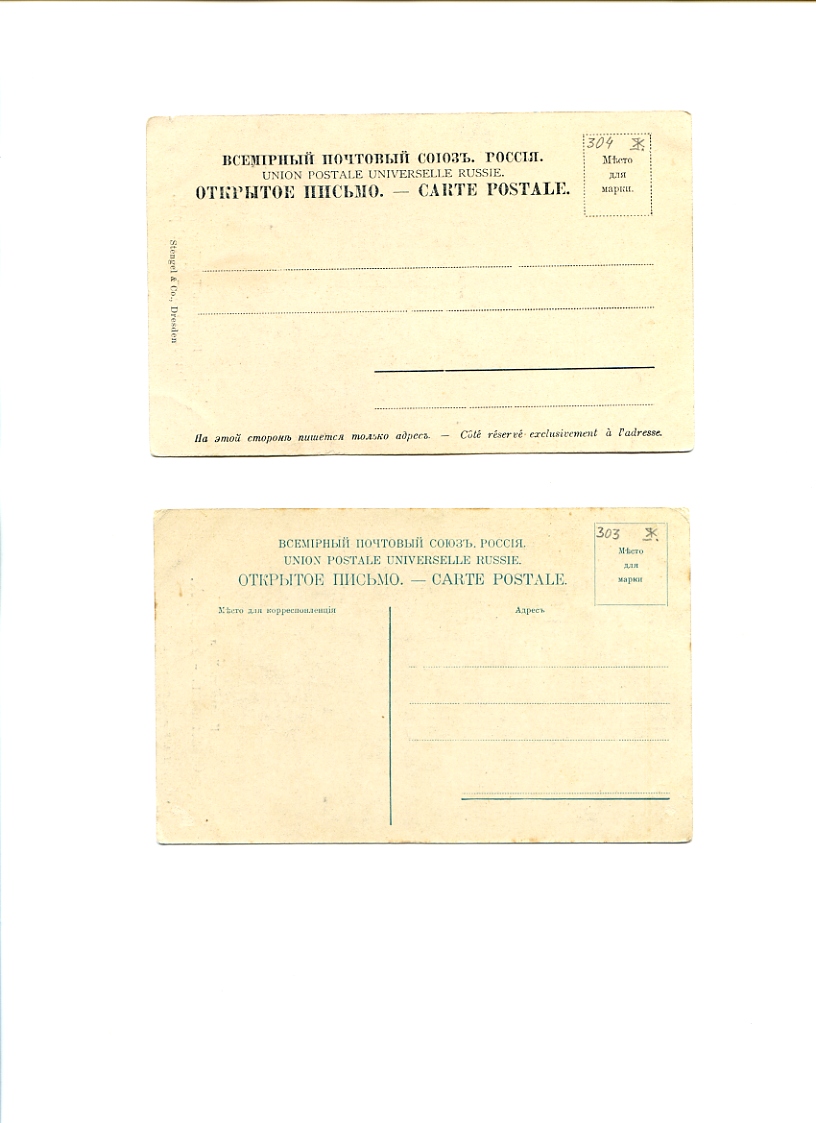 304 Ж.
ВСЕМІРНЫЙ ПОЧТОВЫЙ СОЮЗЪ. РОССІЯ.
UNION POSTALE UNIVERSELLE RUSSIE.
ОТКРЫТОЕ ПИСЬМО. — CARTE POSTALE.
Мѣсто
для
марки.
Stengel & Co., Dresden
На этой сторонѣ пишется только адресъ. — Côté réservé exclusivement à l'adresse.
303 Ж.
ВСЕМІРНЫЙ ПОЧТОВЫЙ СОЮЗЪ. РОССІЯ.
UNION POSTALE UNIVERSELLE RUSSIE.
ОТКРЫТОЕ ПИСЬМО. — CARTE POSTALE.
Мѣсто
для
марки
Мѣсто для корреспонденціи
Адресъ